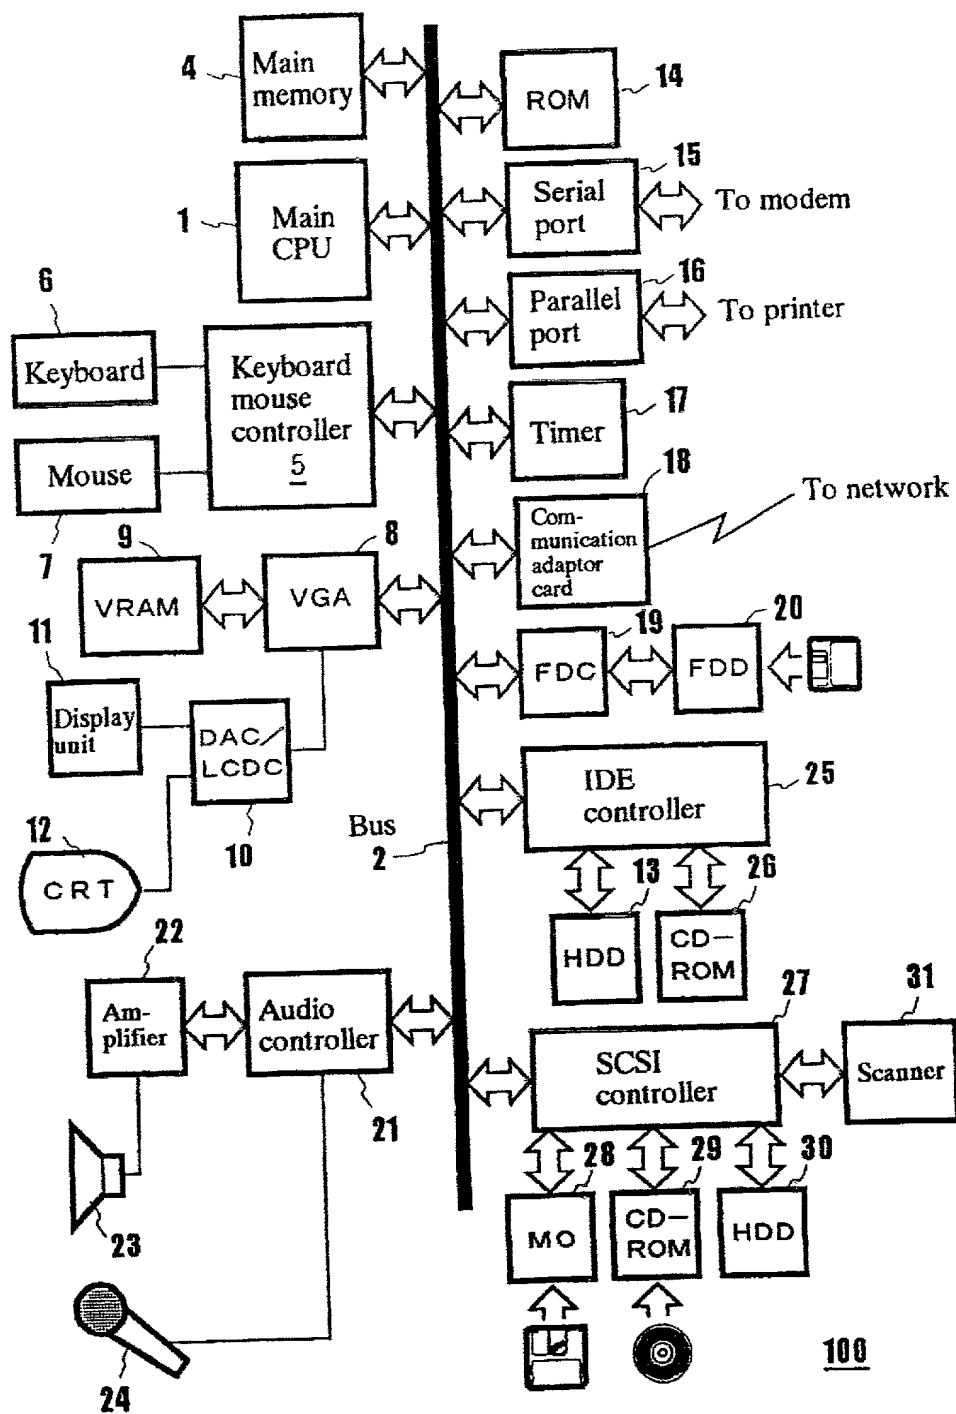 4
Main
memory
ROM
14
1
Main
CPU
15
Serial
port
To modem
16
Parallel
port
To printer
6
Keyboard
Keyboard
mouse
controller
5
Mouse
7
Timer
17
18
Com-
munication
adaptor
card
To network
9
VRAM
8
VGA
11
Display
unit
DAC/
LCDC
10
12
CRT
19
FDC
20
FDD
Bus
2
IDE
controller
25
13
HDD
26
CD-
ROM
22
Am-
plifier
Audio
controller
21
23
24
27
SCSI
controller
31
Scanner
28
MO
29
CD-
ROM
30
HDD
100